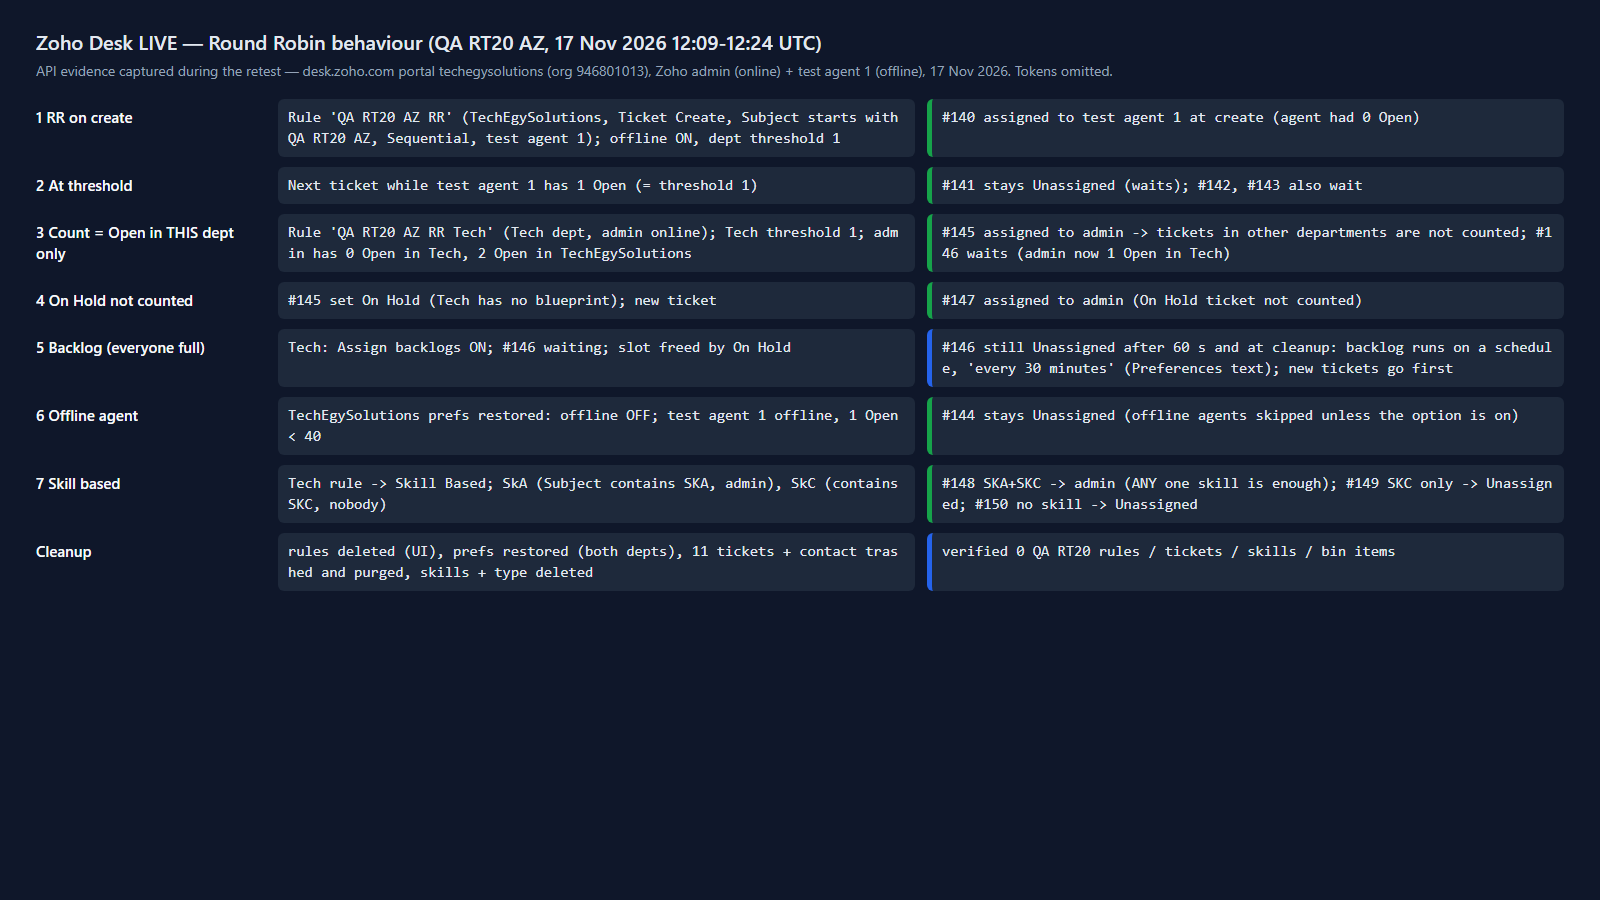 Zoho Desk LIVE — Round Robin behaviour (QA RT20 AZ, 17 Nov 2026 12:09-12:24 UTC)
API evidence captured during the retest — desk.zoho.com portal techegysolutions (org 946801013), Zoho admin (online) + test agent 1 (offline), 17 Nov 2026. Tokens omitted.
1 RR on create
Rule 'QA RT20 AZ RR' (TechEgySolutions, Ticket Create, Subject starts with
QA RT20 AZ, Sequential, test agent 1); offline ON, dept threshold 1
#140 assigned to test agent 1 at create (agent had 0 Open)
2 At threshold
Next ticket while test agent 1 has 1 Open (= threshold 1)
#141 stays Unassigned (waits); #142, #143 also wait
3 Count = Open in THIS dept
only
Rule 'QA RT20 AZ RR Tech' (Tech dept, admin online); Tech threshold 1; adm
in has 0 Open in Tech, 2 Open in TechEgySolutions
#145 assigned to admin -> tickets in other departments are not counted; #1
46 waits (admin now 1 Open in Tech)
4 On Hold not counted
#145 set On Hold (Tech has no blueprint); new ticket
#147 assigned to admin (On Hold ticket not counted)
5 Backlog (everyone full)
Tech: Assign backlogs ON; #146 waiting; slot freed by On Hold
#146 still Unassigned after 60 s and at cleanup: backlog runs on a schedul
e, 'every 30 minutes' (Preferences text); new tickets go first
6 Offline agent
TechEgySolutions prefs restored: offline OFF; test agent 1 offline, 1 Open
< 40
#144 stays Unassigned (offline agents skipped unless the option is on)
7 Skill based
Tech rule -> Skill Based; SkA (Subject contains SKA, admin), SkC (contains
SKC, nobody)
#148 SKA+SKC -> admin (ANY one skill is enough); #149 SKC only -> Unassign
ed; #150 no skill -> Unassigned
Cleanup
rules deleted (UI), prefs restored (both depts), 11 tickets + contact tras
hed and purged, skills + type deleted
verified 0 QA RT20 rules / tickets / skills / bin items